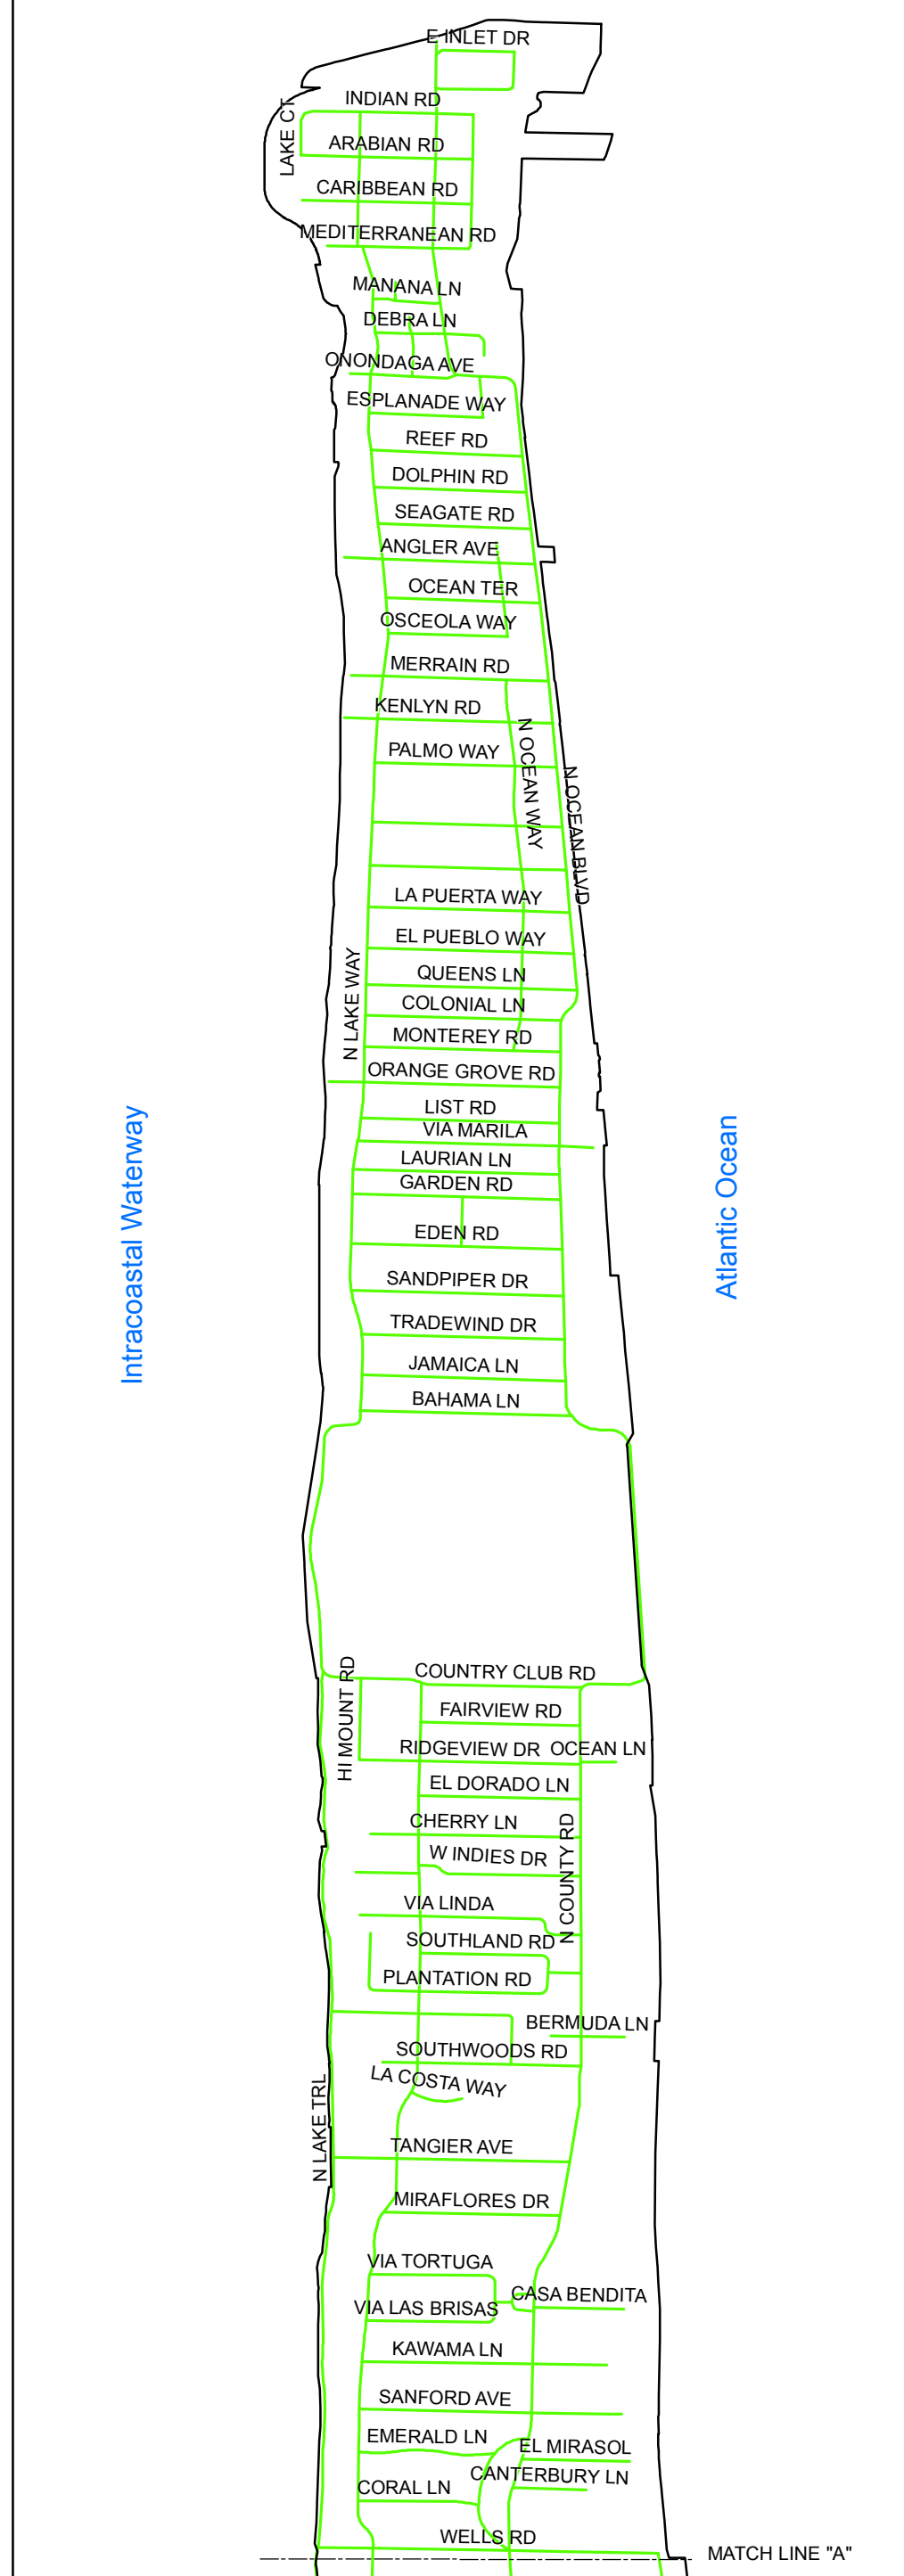 E INLET DR
INDIAN RD
LAKE CT
ARABIAN RD
CARIBBEAN RD
MEDITERRANEAN RD
MANANA LN
DEBRA LN
ONONDAGA AVE
ESPLANADE WAY
REEF RD
DOLPHIN RD
SEAGATE RD
ANGLER AVE
OCEAN TER
OSCEOLA WAY
MERRAIN RD
KENLYN RD
N OCEAN WAY
PALMO WAY
N OCEAN BLVD
LA PUERTA WAY
EL PUEBLO WAY
N LAKE WAY
QUEENS LN
COLONIAL LN
MONTEREY RD
ORANGE GROVE RD
LIST RD
Intracoastal Waterway
Atlantic Ocean
VIA MARILA
LAURIAN LN
GARDEN RD
EDEN RD
SANDPIPER DR
TRADEWIND DR
JAMAICA LN
BAHAMA LN
COUNTRY CLUB RD
HI MOUNT RD
FAIRVIEW RD
RIDGEVIEW DR
OCEAN LN
EL DORADO LN
CHERRY LN
N COUNTY RD
W INDIES DR
VIA LINDA
SOUTHLAND RD
PLANTATION RD
BERMUDA LN
SOUTHWOODS RD
LA COSTA WAY
N LAKE TRL
TANGIER AVE
MIRAFLORES DR
VIA TORTUGA
CASA BENDITA
VIA LAS BRISAS
KAWAMA LN
SANFORD AVE
EMERALD LN
EL MIRASOL
CANTERBURY LN
CORAL LN
WELLS RD
MATCH LINE "A"